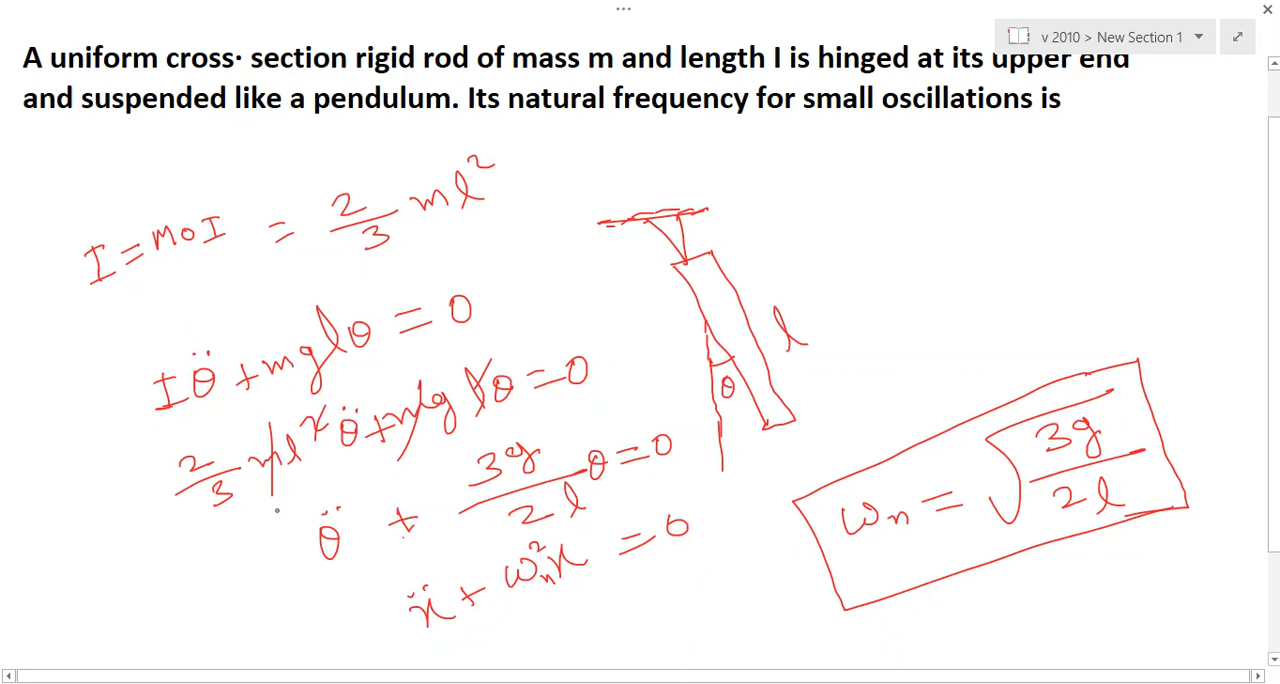 ...
v 2010 > New Section 1
A uniform cross· section rigid rod of mass m and length I is hinged at its upper end
and suspended like a pendulum. Its natural frequency for small oscillations is
I = MOI = 2/3 ml²
Iθ̈ + mglθ = 0
2/3 ml²θ̈ + mglθ = 0
θ̈ + 3g/2l θ = 0
ẍ + ωn²x = 0
l
θ
ωn = √(3g/2l)